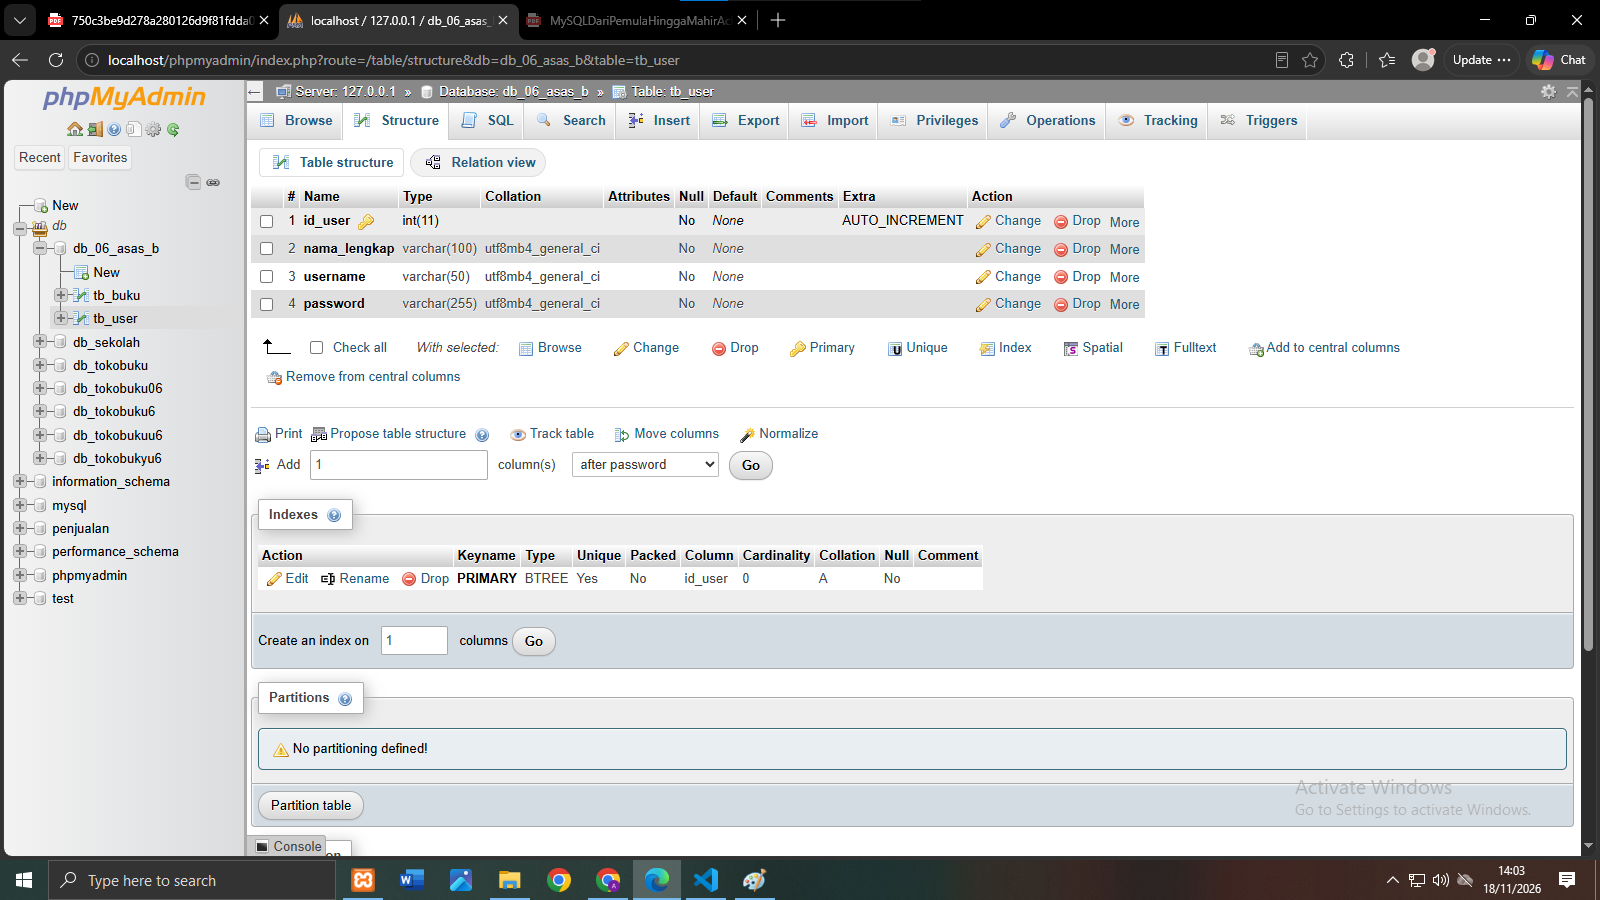 750c3be9d278a280126d9f81fdda0
localhost / 127.0.0.1 / db_06_asas_
MySQLDariPemulaHinggaMahirAc
localhost/phpmyadmin/index.php?route=/table/structure&db=db_06_asas_b&table=tb_user
Update
Chat
phpMyAdmin
Recent
Favorites
New
db
db_06_asas_b
New
tb_buku
tb_user
db_sekolah
db_tokobuku
db_tokobuku06
db_tokobuku6
db_tokobukuu6
db_tokobukyu6
information_schema
mysql
penjualan
performance_schema
phpmyadmin
test
Server: 127.0.0.1 » Database: db_06_asas_b » Table: tb_user
Browse Structure SQL Search Insert Export Import Privileges Operations Tracking Triggers
Table structure Relation view
# Name Type Collation Attributes Null Default Comments Extra Action
1 id_user int(11) No None AUTO_INCREMENT Change Drop More
2 nama_lengkap varchar(100) utf8mb4_general_ci No None Change Drop More
3 username varchar(50) utf8mb4_general_ci No None Change Drop More
4 password varchar(255) utf8mb4_general_ci No None Change Drop More
Check all With selected: Browse Change Drop Primary Unique Index Spatial Fulltext Add to central columns
Remove from central columns
Print Propose table structure Track table Move columns Normalize
Add 1 column(s) after password Go
Indexes
Action Keyname Type Unique Packed Column Cardinality Collation Null Comment
Edit Rename Drop PRIMARY BTREE Yes No id_user 0 A No
Create an index on 1 columns Go
Partitions
No partitioning defined!
Partition table
Activate Windows
Go to Settings to activate Windows.
Console
Type here to search
14:03
18/11/2026